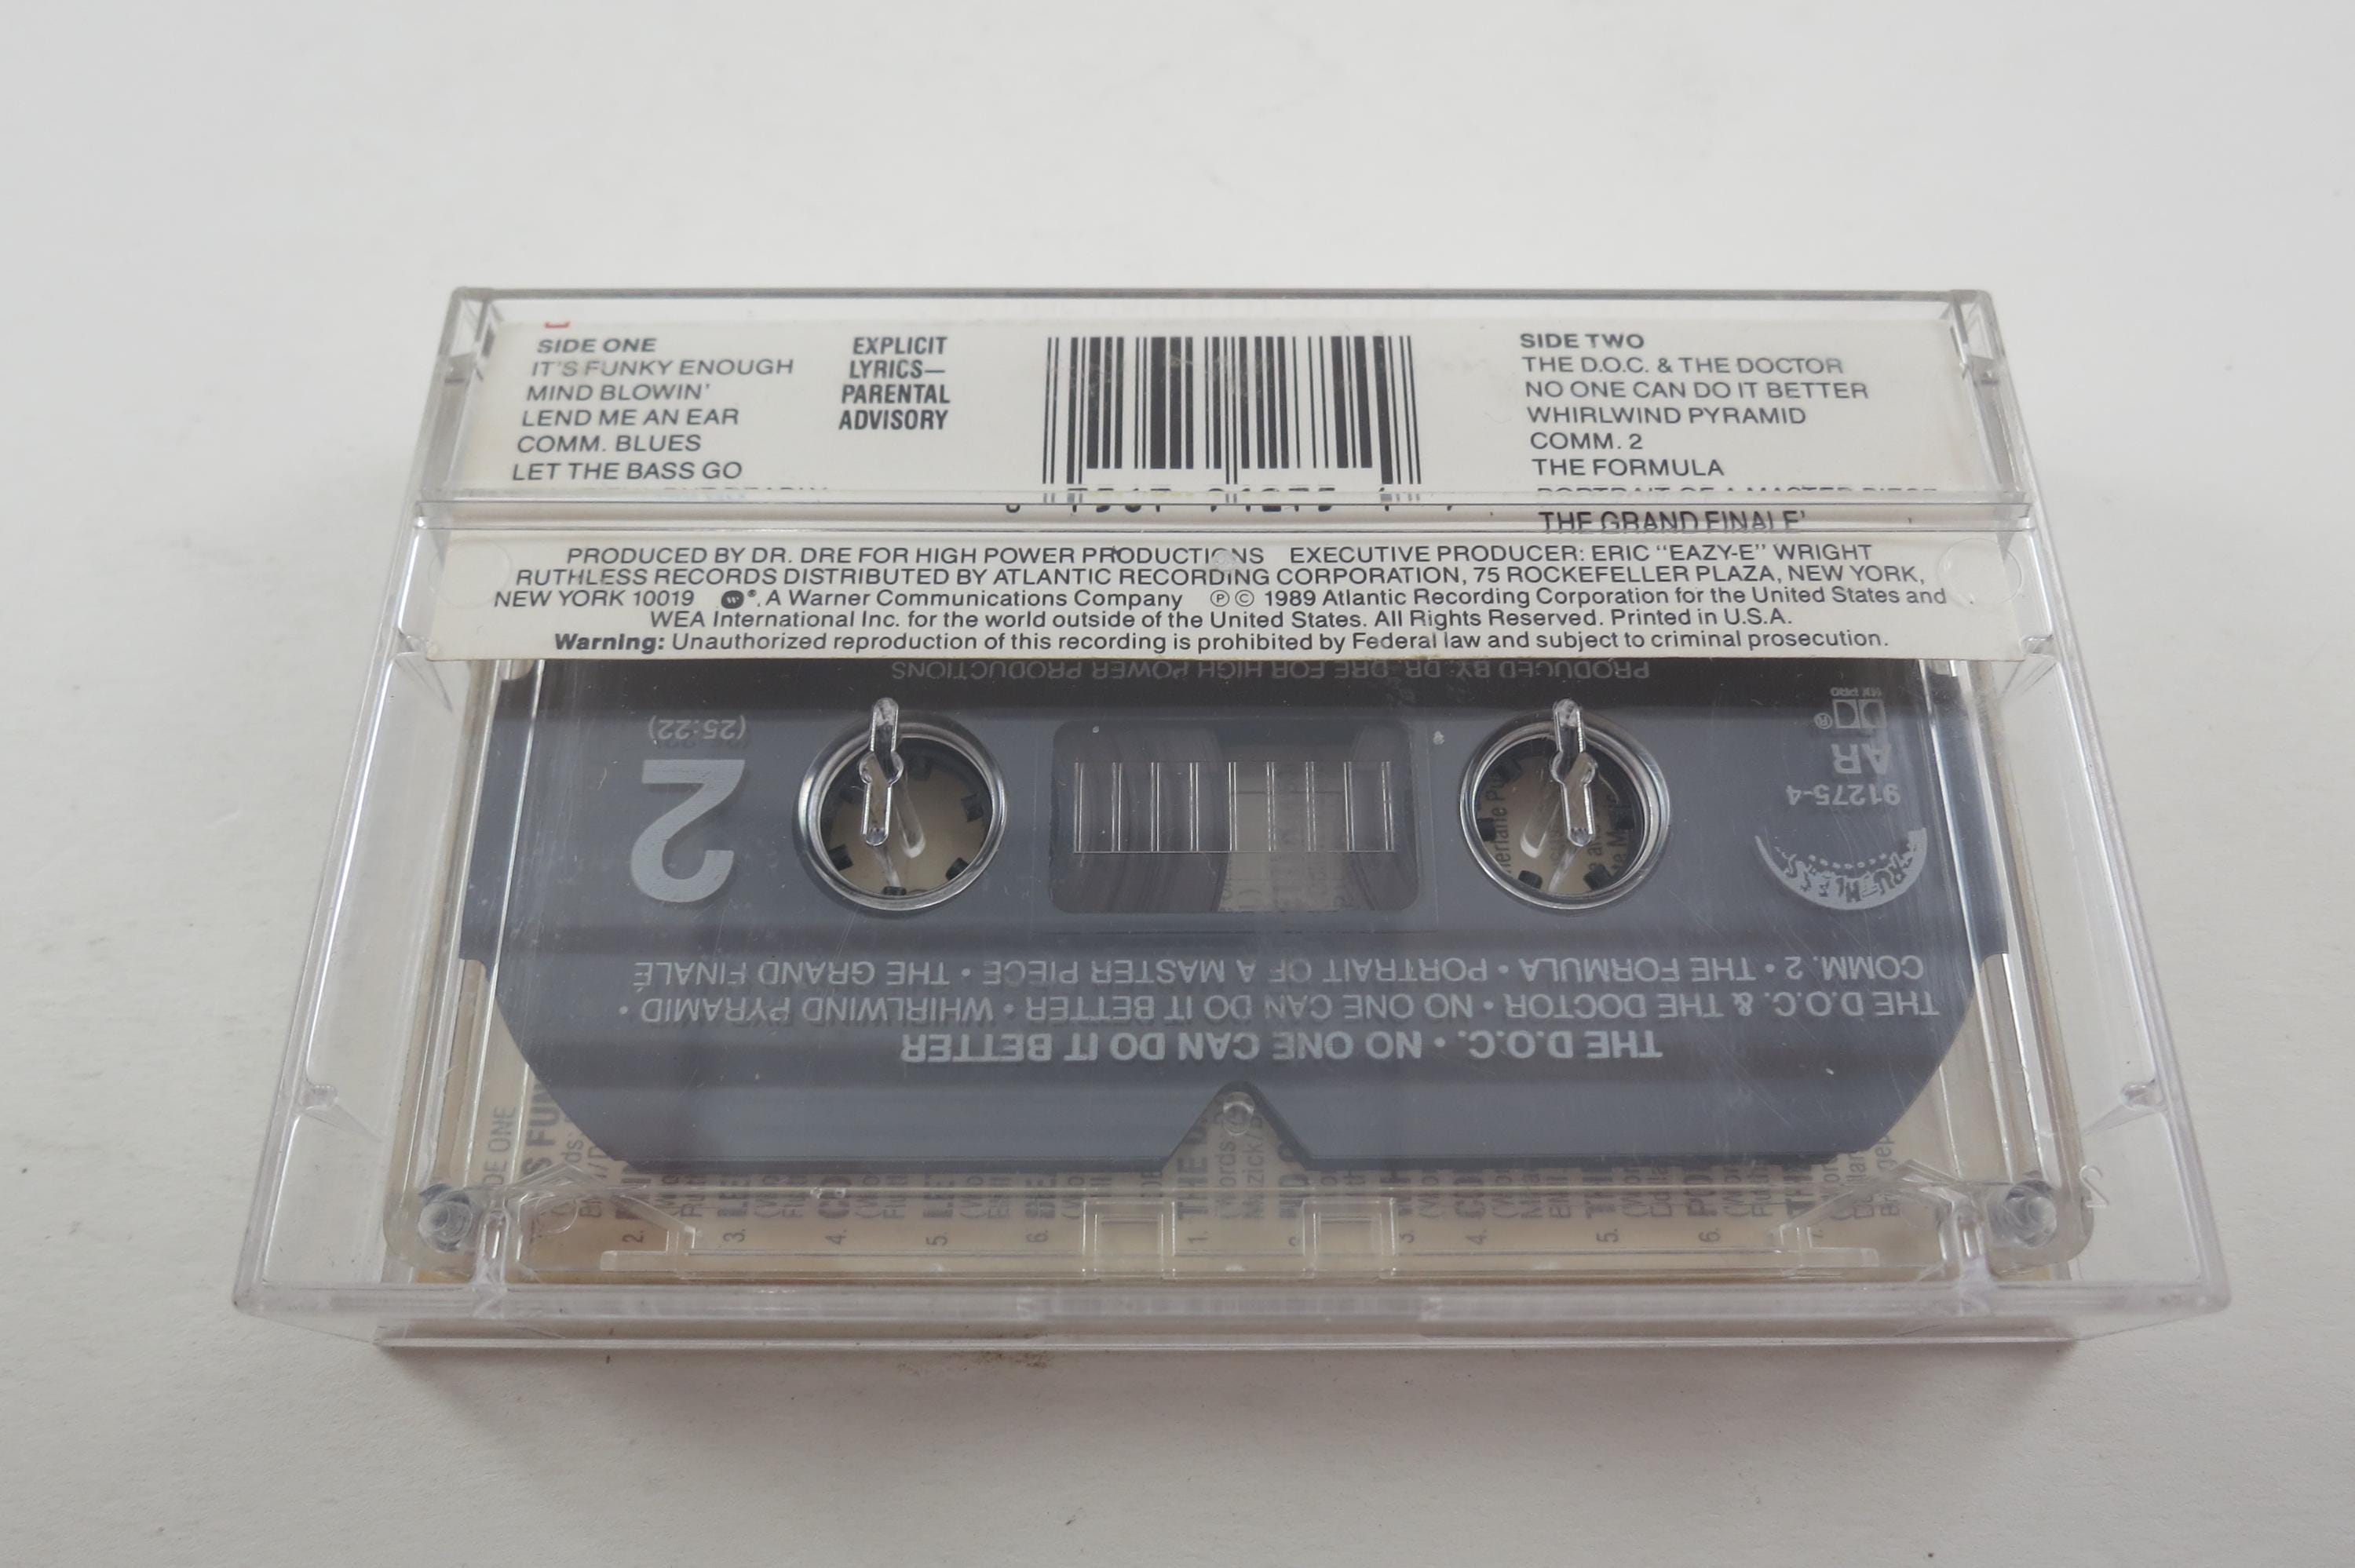 SIDE ONE
IT'S FUNKY ENOUGH
MIND BLOWIN'
LEND ME AN EAR
COMM. BLUES
LET THE BASS GO
EXPLICIT
LYRICS—
PARENTAL
ADVISORY
SIDE TWO
THE D.O.C. & THE DOCTOR
NO ONE CAN DO IT BETTER
WHIRLWIND PYRAMID
COMM. 2
THE FORMULA
PORTRAIT OF A MASTER PIECE
THE GRAND FINALE'
PRODUCED BY DR. DRE FOR HIGH POWER PRODUCTIONS EXECUTIVE PRODUCER: ERIC "EAZY-E" WRIGHT
RUTHLESS RECORDS DISTRIBUTED BY ATLANTIC RECORDING CORPORATION, 75 ROCKEFELLER PLAZA, NEW YORK,
NEW YORK 10019 ®. A Warner Communications Company ℗ © 1989 Atlantic Recording Corporation for the United States and
WEA International Inc. for the world outside of the United States. All Rights Reserved. Printed in U.S.A.
Warning: Unauthorized reproduction of this recording is prohibited by Federal law and subject to criminal prosecution.
THE D.O.C. • NO ONE CAN DO IT BETTER
THE D.O.C. & THE DOCTOR • NO ONE CAN DO IT BETTER • WHIRLWIND PYRAMID •
COMM. 2 • THE FORMULA • PORTRAIT OF A MASTER PIECE • THE GRAND FINALÉ
RUTHLESS
91275-4
AR
®
HX PRO
2
(25:22)
PRODUCED BY DR. DRE FOR HIGH POWER PRODUCTIONS